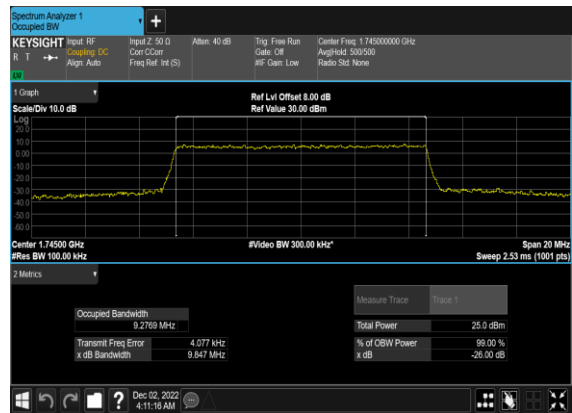 Spectrum Analyzer 1
Occupied BW
+
KEYSIGHT Input: RF Input Z: 50 Ω Atten: 40 dB Trig: Free Run Center Freq: 1.745000000 GHz
R T Coupling: DC Corr CCorr Gate: Off Avg|Hold: 500/500
Align: Auto Freq Ref: Int (S) #IF Gain: Low Radio Std: None
1 Graph
Ref Lvl Offset 8.00 dB
Scale/Div 10.0 dB Ref Value 30.00 dBm
Log
20.0
10.0
0.00
-10.0
-20.0
-30.0
-40.0
-50.0
-60.0
Center 1.74500 GHz #Video BW 300.00 kHz* Span 20 MHz
#Res BW 100.00 kHz Sweep 2.53 ms (1001 pts)
2 Metrics
Measure Trace Trace 1
Occupied Bandwidth
9.2769 MHz Total Power 25.0 dBm
Transmit Freq Error 4.077 kHz % of OBW Power 99.00 %
x dB Bandwidth 9.847 MHz x dB -26.00 dB
? Dec 02, 2022
4:11:16 AM